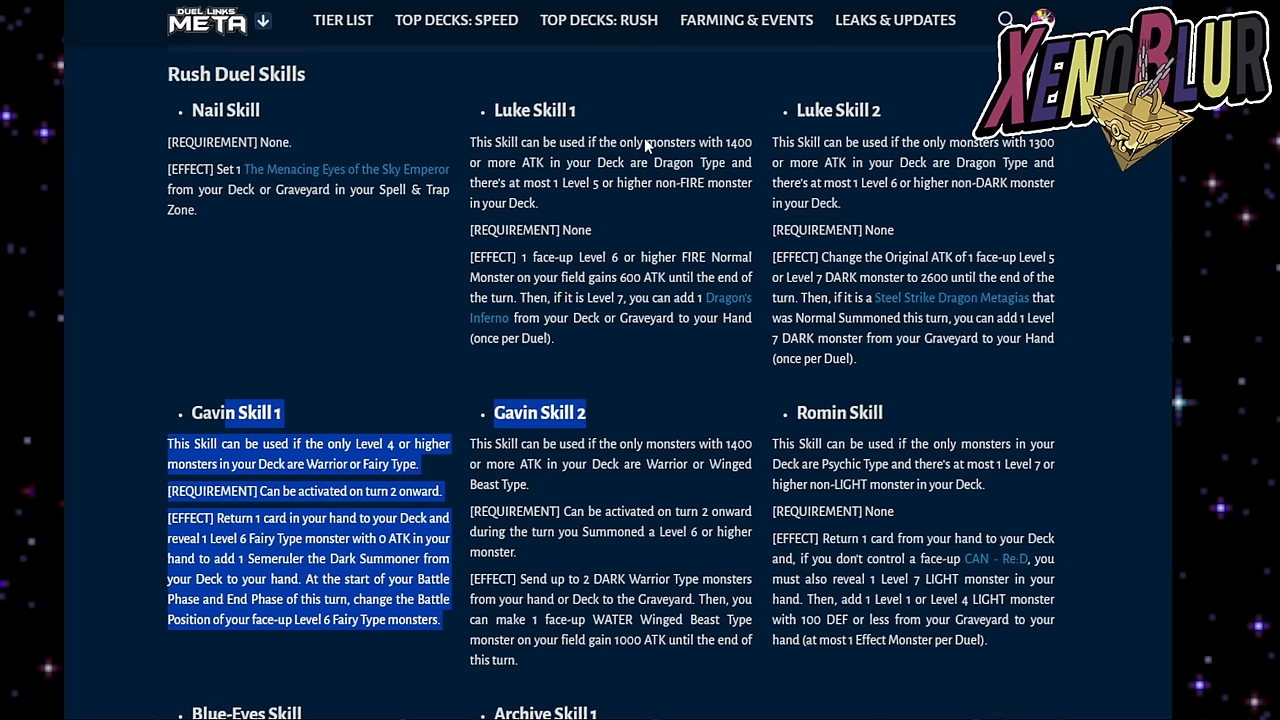 DUEL LINKS
META
TIER LIST
TOP DECKS: SPEED
TOP DECKS: RUSH
FARMING & EVENTS
LEAKS & UPDATES
XENOBLUR
Rush Duel Skills
• Nail Skill
[REQUIREMENT] None.
[EFFECT] Set 1 The Menacing Eyes of the Sky Emperor
from your Deck or Graveyard in your Spell & Trap
Zone.
• Luke Skill 1
This Skill can be used if the only monsters with 1400
or more ATK in your Deck are Dragon Type and
there's at most 1 Level 5 or higher non-FIRE monster
in your Deck.
[REQUIREMENT] None
[EFFECT] 1 face-up Level 6 or higher FIRE Normal
Monster on your field gains 600 ATK until the end of
the turn. Then, if it is Level 7, you can add 1 Dragon's
Inferno from your Deck or Graveyard to your Hand
(once per Duel).
• Luke Skill 2
This Skill can be used if the only monsters with 1300
or more ATK in your Deck are Dragon Type and
there's at most 1 Level 6 or higher non-DARK monster
in your Deck.
[REQUIREMENT] None
[EFFECT] Change the Original ATK of 1 face-up Level 5
or Level 7 DARK monster to 2600 until the end of the
turn. Then, if it is a Steel Strike Dragon Metagias that
was Normal Summoned this turn, you can add 1 Level
7 DARK monster from your Graveyard to your Hand
(once per Duel).
• Gavin Skill 1
This Skill can be used if the only Level 4 or higher
monsters in your Deck are Warrior or Fairy Type.
[REQUIREMENT] Can be activated on turn 2 onward.
[EFFECT] Return 1 card in your hand to your Deck and
reveal 1 Level 6 Fairy Type monster with 0 ATK in your
hand to add 1 Semeruler the Dark Summoner from
your Deck to your hand. At the start of your Battle
Phase and End Phase of this turn, change the Battle
Position of your face-up Level 6 Fairy Type monsters.
• Gavin Skill 2
This Skill can be used if the only monsters with 1400
or more ATK in your Deck are Warrior or Winged
Beast Type.
[REQUIREMENT] Can be activated on turn 2 onward
during the turn you Summoned a Level 6 or higher
monster.
[EFFECT] Send up to 2 DARK Warrior Type monsters
from your hand or Deck to the Graveyard. Then, you
can make 1 face-up WATER Winged Beast Type
monster on your field gain 1000 ATK until the end of
this turn.
• Romin Skill
This Skill can be used if the only monsters in your
Deck are Psychic Type and there's at most 1 Level 7 or
higher non-LIGHT monster in your Deck.
[REQUIREMENT] None
[EFFECT] Return 1 card from your hand to your Deck
and, if you don't control a face-up CAN - Re:D, you
must also reveal 1 Level 7 LIGHT monster in your
hand. Then, add 1 Level 1 or Level 4 LIGHT monster
with 100 DEF or less from your Graveyard to your
hand (at most 1 Effect Monster per Duel).
• Blue-Eyes Skill
• Archive Skill 1